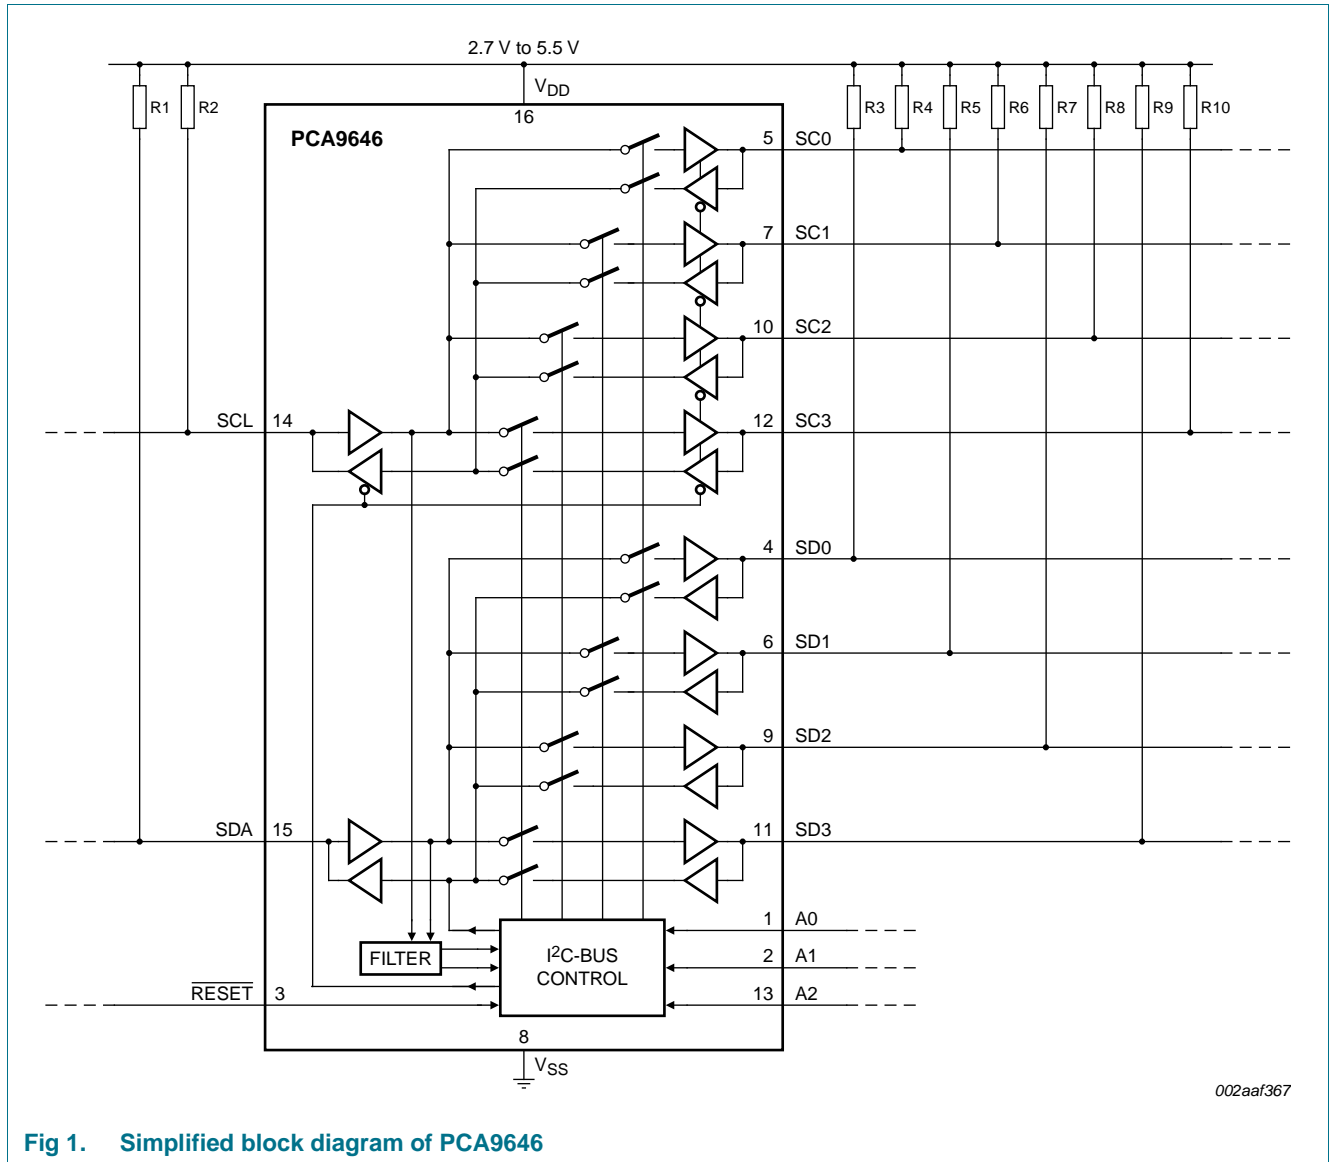 2.7 V to 5.5 V
R1
R2
VDD
16
R3
R4
R5
R6
R7
R8
R9
R10
PCA9646
5 SC0
7 SC1
10 SC2
SCL 14
12 SC3
4 SD0
6 SD1
9 SD2
SDA 15
11 SD3
1 A0
FILTER
I²C-BUS
CONTROL
2 A1
RESET 3
13 A2
8
VSS
002aaf367
Fig 1. Simplified block diagram of PCA9646